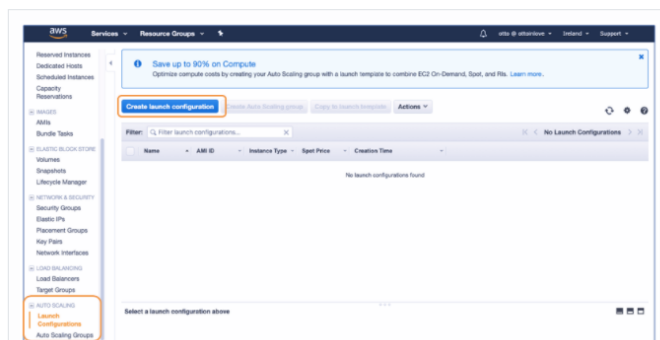 aws Services Resource Groups atto @ attainlove Ireland Support
Reserved Instances
Dedicated Hosts
Scheduled Instances
Capacity
Reservations
IMAGES
AMIs
Bundle Tasks
ELASTIC BLOCK STORE
Volumes
Snapshots
Lifecycle Manager
NETWORK & SECURITY
Security Groups
Elastic IPs
Placement Groups
Key Pairs
Network Interfaces
LOAD BALANCING
Load Balancers
Target Groups
AUTO SCALING
Launch
Configurations
Auto Scaling Groups
Save up to 90% on Compute
Optimize compute costs by creating your Auto Scaling group with a launch template to combine EC2 On-Demand, Spot, and RIs. Learn more.
Create launch configuration Create Auto Scaling group Copy to launch template Actions
Filter: Filter launch configurations... X No Launch Configurations
Name AMI ID Instance Type Spot Price Creation Time
No launch configurations found
Select a launch configuration above